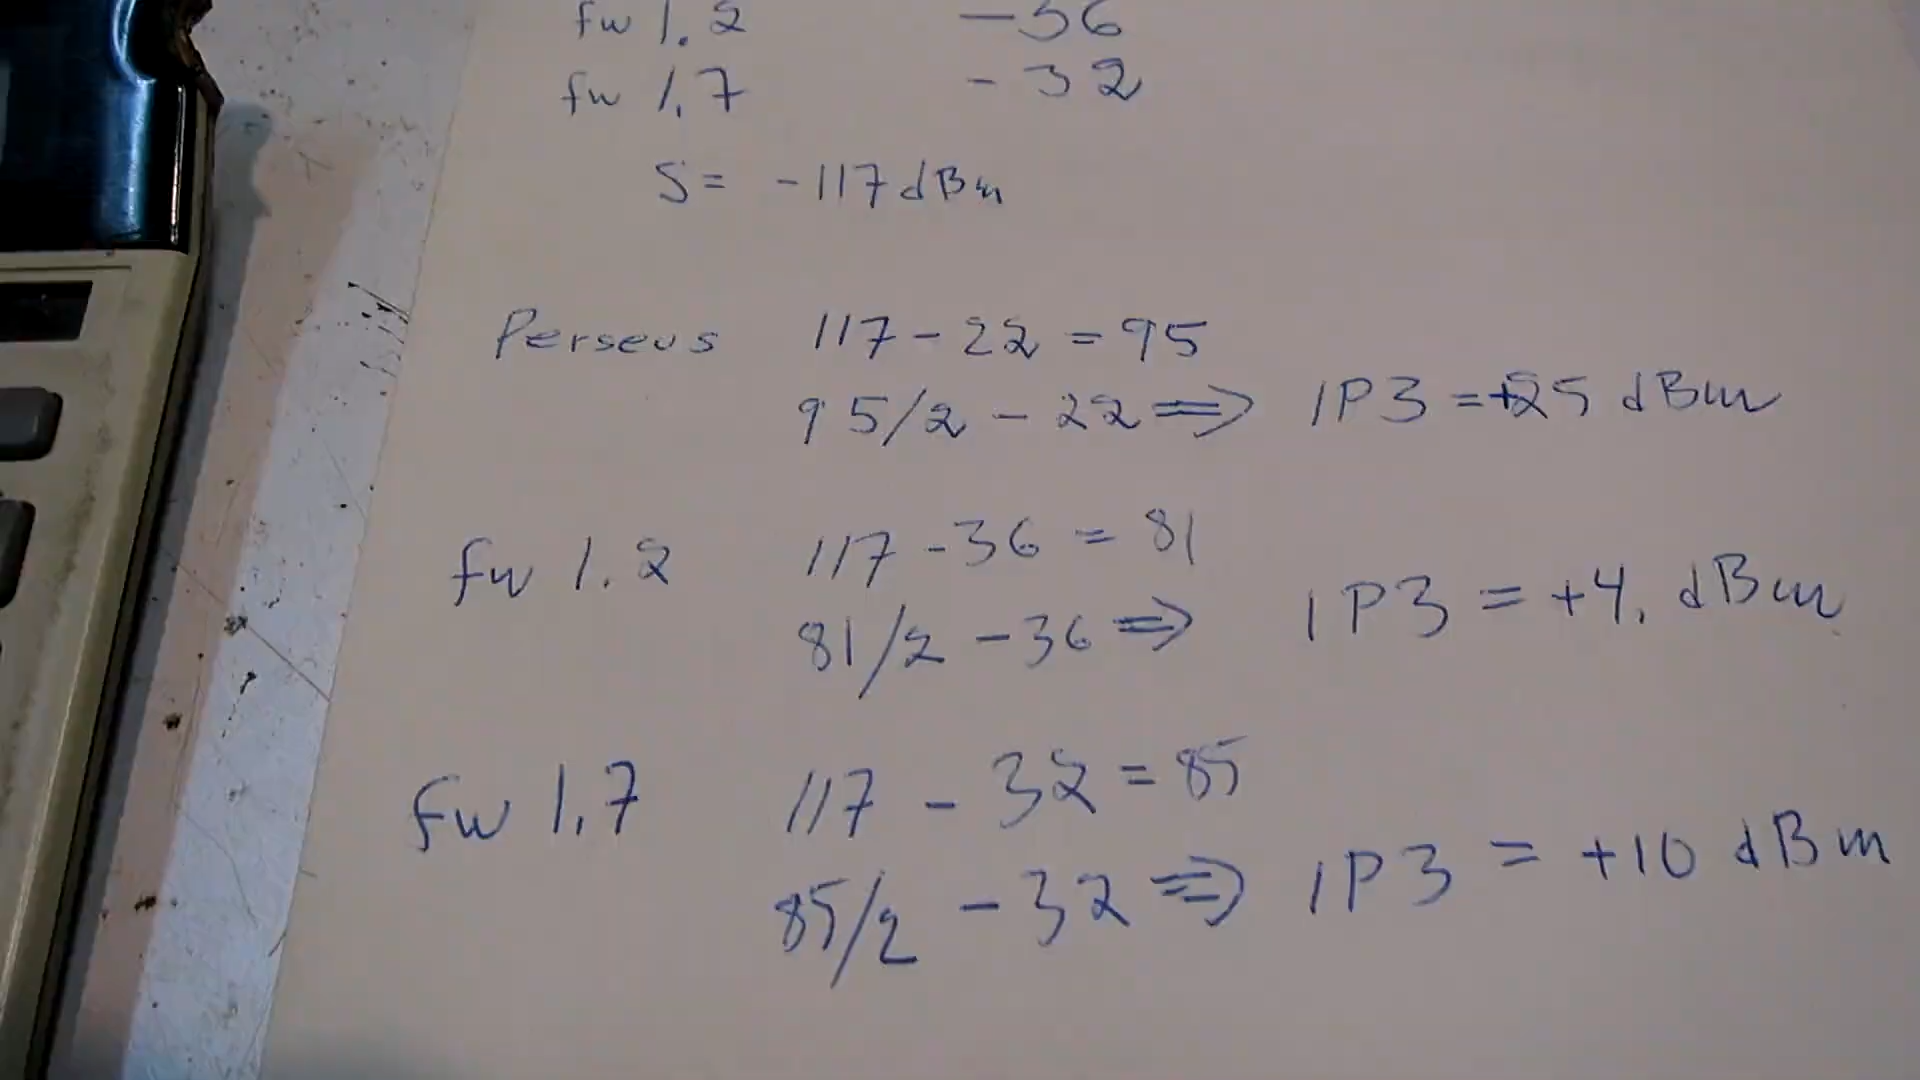 fw 1.2 -36
fw 1.7 -32
S= -117 dBm
Perseus 117-22=95
95/2-22⇒ IP3=+25 dBm
fw 1.2 117-36=81
81/2-36⇒ IP3=+4. dBm
fw 1.7 117-32=85
85/2-32⇒ IP3=+10 dBm